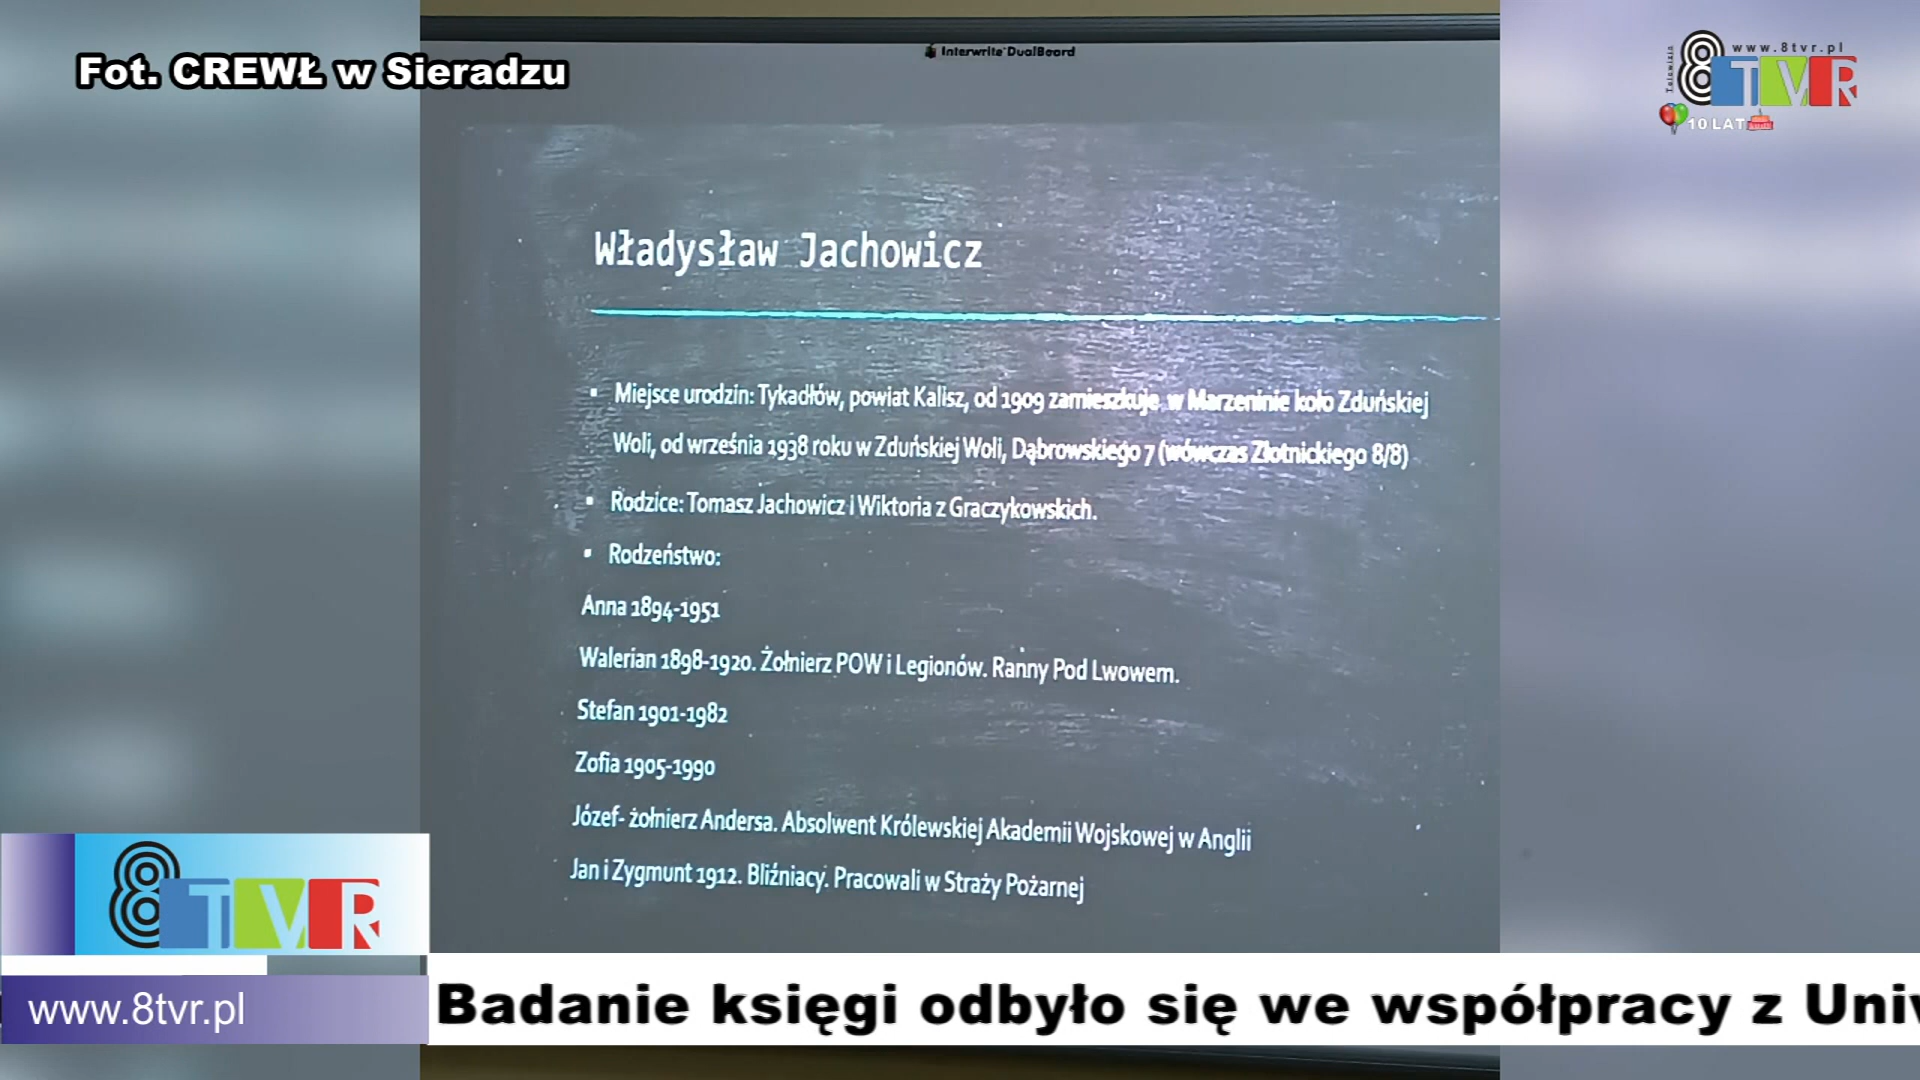 Fot. CREWŁ w Sieradzu
Interwrite DualBoard
www.8tvr.pl
Telewizja
8TVR
10 LAT
Władysław Jachowicz
▪ Miejsce urodzin: Tykadłów, powiat Kalisz, od 1909 zamieszkuje w Marzeninie koło Zduńskiej
Woli, od września 1938 roku w Zduńskiej Woli, Dąbrowskiego 7 (wówczas Złotnickiego 8/8)
▪ Rodzice: Tomasz Jachowicz i Wiktoria z Graczykowskich.
▪ Rodzeństwo:
Anna 1894-1951
Walerian 1898-1920. Żołnierz POW i Legionów. Ranny Pod Lwowem.
Stefan 1901-1982
Zofia 1905-1990
Józef- żołnierz Andersa. Absolwent Królewskiej Akademii Wojskowej w Anglii
Jan i Zygmunt 1912. Bliźniacy. Pracowali w Straży Pożarnej
8TVR
www.8tvr.pl
Badanie księgi odbyło się we współpracy z Uniw